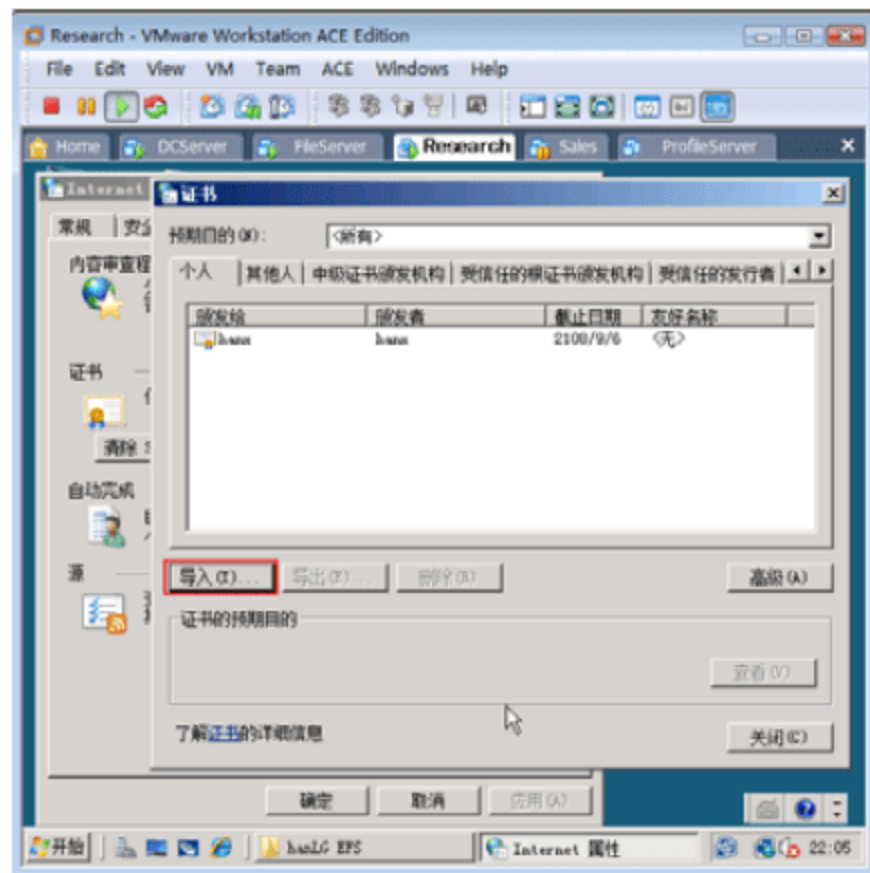 Research - VMware Workstation ACE Edition
File Edit View VM Team ACE Windows Help
Home DCServer FileServer Research Sales ProfileServer
Internet
证书
常规 安全
预期目的(N): <所有>
内容审查程
个人 其他人 中级证书颁发机构 受信任的根证书颁发机构 受信任的发行者
颁发给 颁发者 截止日期 友好名称
2108/9/6 <无>
证书
清除
自动完成
源
导入(I)... 导出(E)... 删除(R) 高级(A)
证书的预期目的
查看(V)
了解证书的详细信息
关闭(C)
确定 取消 应用(A)
开始 EFS Internet 属性 22:05